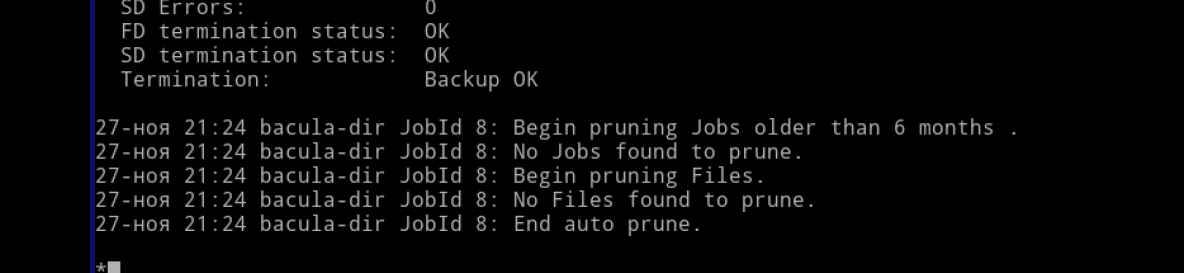 SD Errors: 0
FD termination status: OK
SD termination status: OK
Termination: Backup OK
27-ноя 21:24 bacula-dir JobId 8: Begin pruning Jobs older than 6 months .
27-ноя 21:24 bacula-dir JobId 8: No Jobs found to prune.
27-ноя 21:24 bacula-dir JobId 8: Begin pruning Files.
27-ноя 21:24 bacula-dir JobId 8: No Files found to prune.
27-ноя 21:24 bacula-dir JobId 8: End auto prune.
*